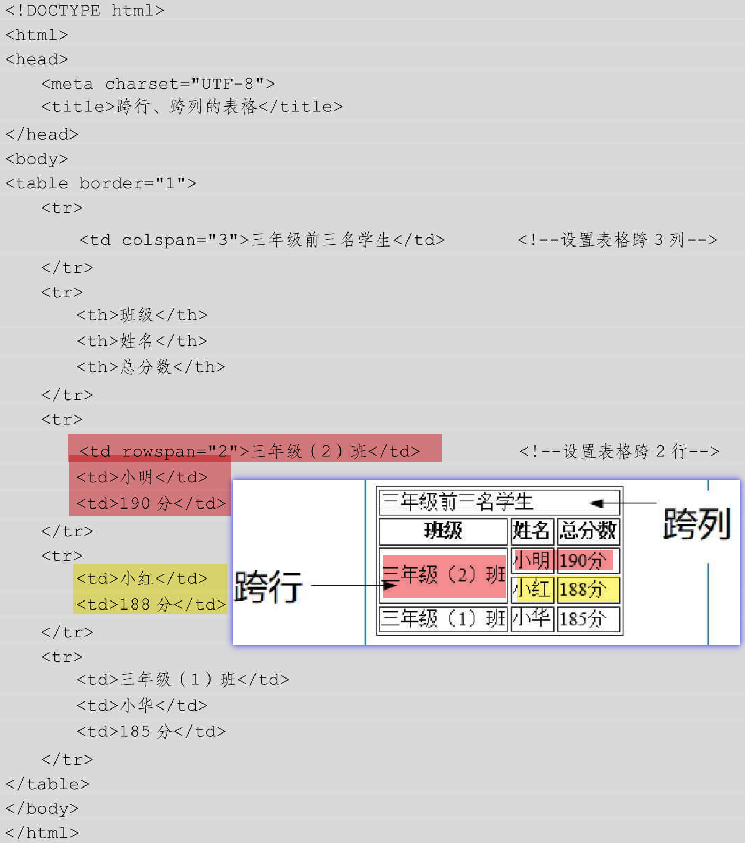 <!DOCTYPE html>
<html>
<head>
<meta charset="UTF-8">
<title>跨行、跨列的表格</title>
</head>
<body>
<table border="1">
<tr>
<td colspan="3">三年级前三名学生</td> <!--设置表格跨 3 列-->
</tr>
<tr>
<th>班级</th>
<th>姓名</th>
<th>总分数</th>
</tr>
<tr>
<td rowspan="2">三年级（2）班</td> <!--设置表格跨 2 行-->
<td>小明</td>
<td>190 分</td>
</tr>
<tr>
<td>小红</td>
<td>188 分</td>
</tr>
<tr>
<td>三年级（1）班</td>
<td>小华</td>
<td>185 分</td>
</tr>
</table>
</body>
</html>
三年级前三名学生
跨列
班级 姓名 总分数
三年级（2）班 小明 190分
跨行
小红 188分
三年级（1）班 小华 185分